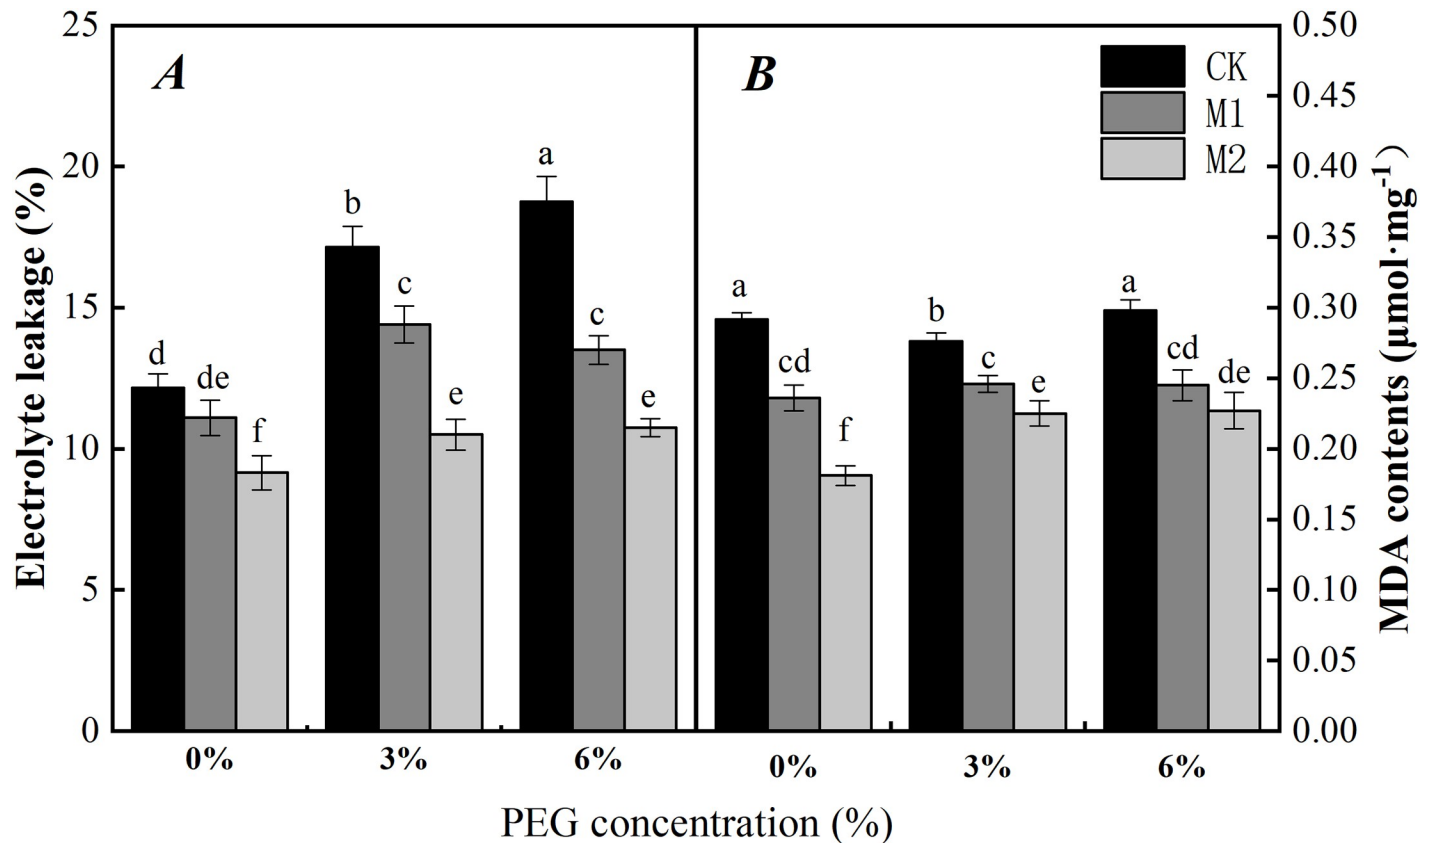 25
20
15
10
5
0
Electrolyte leakage (%)
A
d
de
f
b
c
e
a
c
e
0%
3%
6%
B
CK
M1
M2
a
cd
f
b
c
e
a
cd
de
0%
3%
6%
0.50
0.45
0.40
0.35
0.30
0.25
0.20
0.15
0.10
0.05
0.00
MDA contents (μmol·mg⁻¹)
PEG concentration (%)